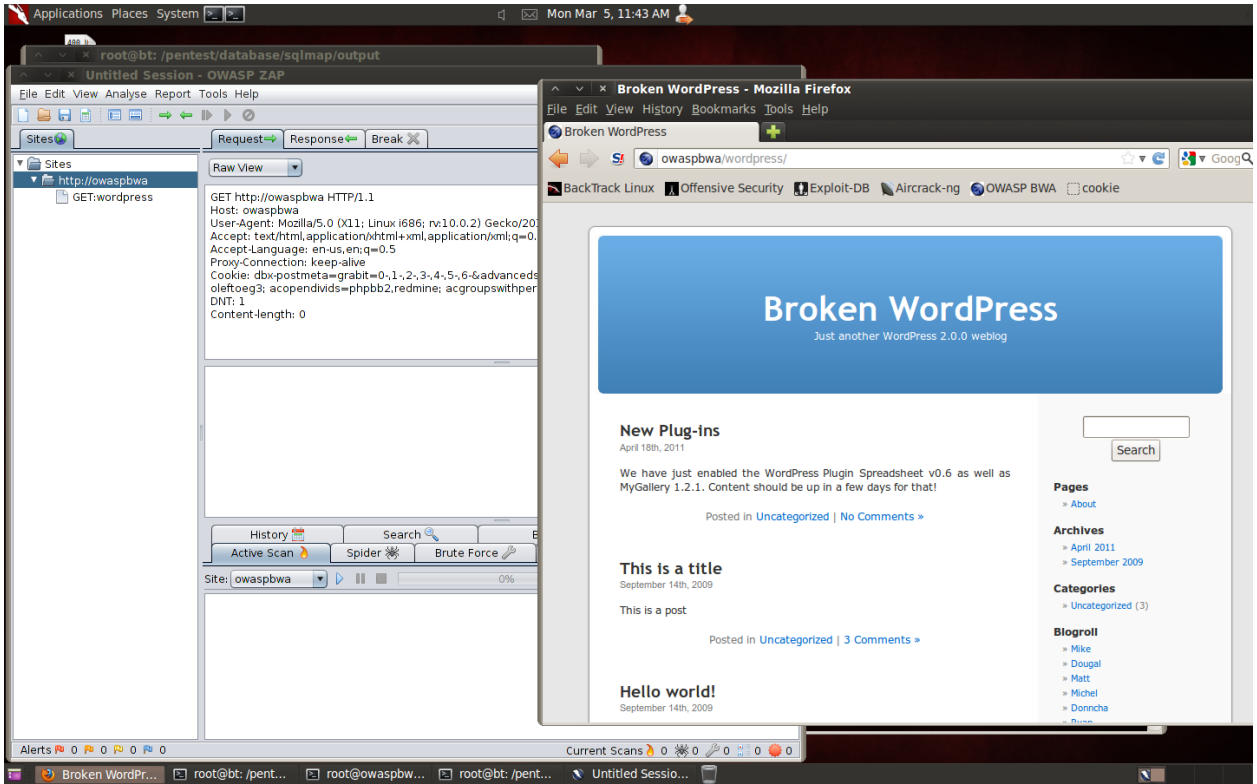 Applications Places System
Mon Mar 5, 11:43 AM
root@bt: /pentest/database/sqlmap/output
Untitled Session - OWASP ZAP
File Edit View Analyse Report Tools Help
Sites
Request
Response
Break
Sites
http://owaspbwa
GET:wordpress
Raw View
GET http://owaspbwa HTTP/1.1
Host: owaspbwa
User-Agent: Mozilla/5.0 (X11; Linux i686; rv:10.0.2) Gecko/20
Accept: text/html,application/xhtml+xml,application/xml;q=0.
Accept-Language: en-us,en;q=0.5
Proxy-Connection: keep-alive
Cookie: dbx-postmeta=grabit=0-,1-,2-,3-,4-,5-,6-&advanceds
oleftoeg3; acopendivids=phpbb2,redmine; acgroupswithper
DNT: 1
Content-length: 0
History
Search
Active Scan
Spider
Brute Force
Site: owaspbwa
0%
Alerts 0 0 0 0
Current Scans 0 0 0 0 0
Broken WordPress - Mozilla Firefox
File Edit View History Bookmarks Tools Help
Broken WordPress
owaspbwa/wordpress/
Goog
BackTrack Linux
Offensive Security
Exploit-DB
Aircrack-ng
OWASP BWA
cookie
Broken WordPress
Just another WordPress 2.0.0 weblog
New Plug-ins
April 18th, 2011
We have just enabled the WordPress Plugin Spreadsheet v0.6 as well as
MyGallery 1.2.1. Content should be up in a few days for that!
Posted in Uncategorized | No Comments »
This is a title
September 14th, 2009
This is a post
Posted in Uncategorized | 3 Comments »
Hello world!
September 14th, 2009
Search
Pages
» About
Archives
» April 2011
» September 2009
Categories
» Uncategorized (3)
Blogroll
» Mike
» Dougal
» Matt
» Michel
» Donncha
Broken WordPr...
root@bt: /pent...
root@owaspbw...
root@bt: /pent...
Untitled Sessio...